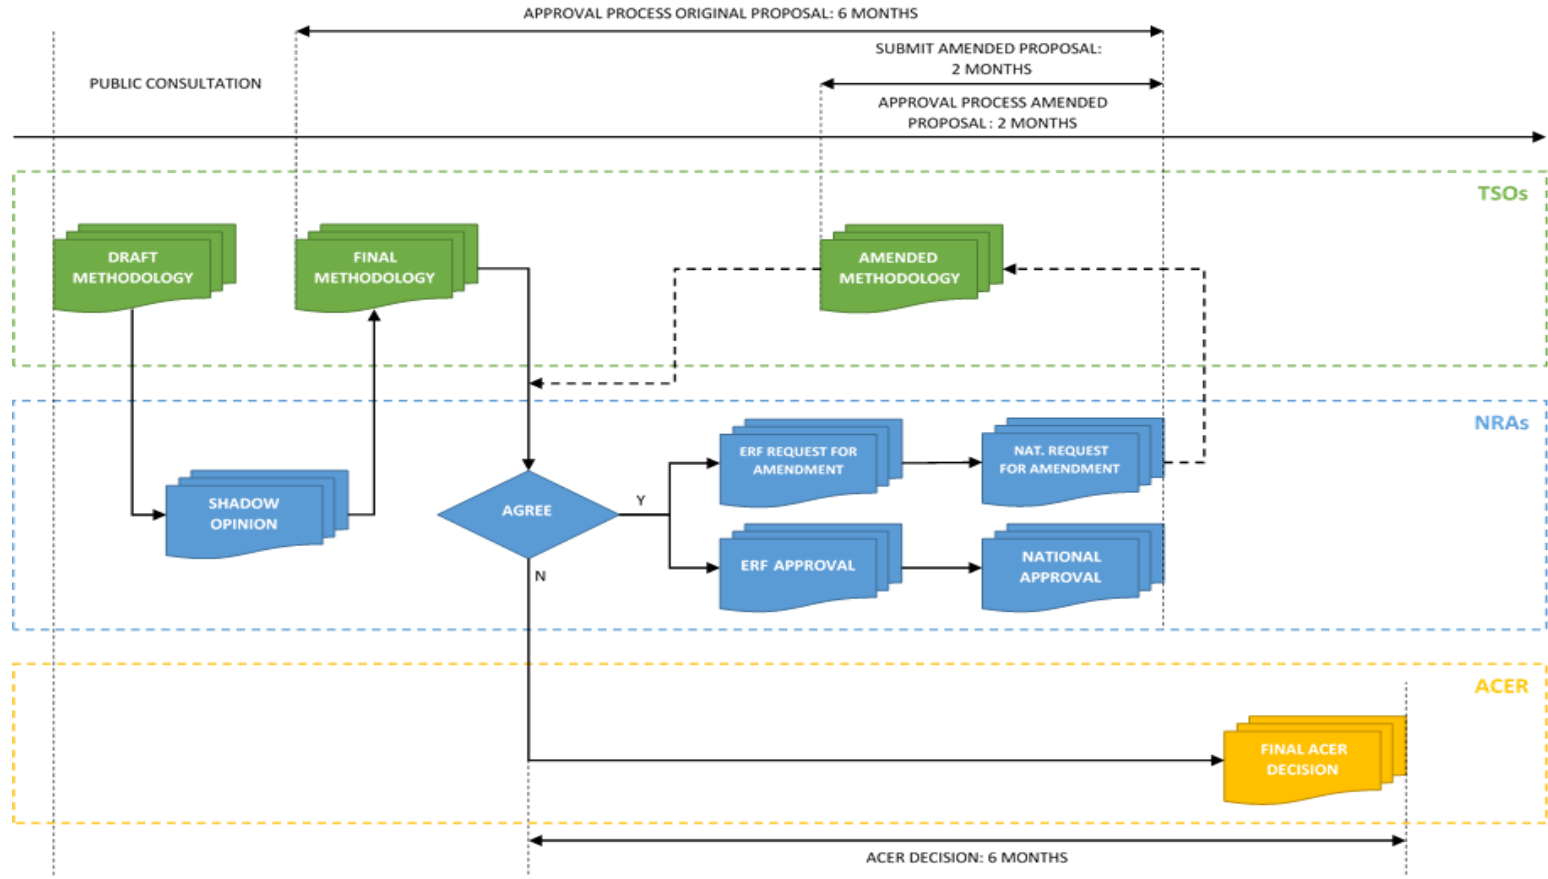 APPROVAL PROCESS ORIGINAL PROPOSAL: 6 MONTHS
SUBMIT AMENDED PROPOSAL:
2 MONTHS
PUBLIC CONSULTATION
APPROVAL PROCESS AMENDED
PROPOSAL: 2 MONTHS
TSOs
DRAFT
METHODOLOGY
FINAL
METHODOLOGY
AMENDED
METHODOLOGY
NRAs
ERF REQUEST FOR
AMENDMENT
NAT. REQUEST
FOR AMENDMENT
SHADOW
OPINION
AGREE
Y
N
ERF APPROVAL
NATIONAL
APPROVAL
ACER
FINAL ACER
DECISION
ACER DECISION: 6 MONTHS